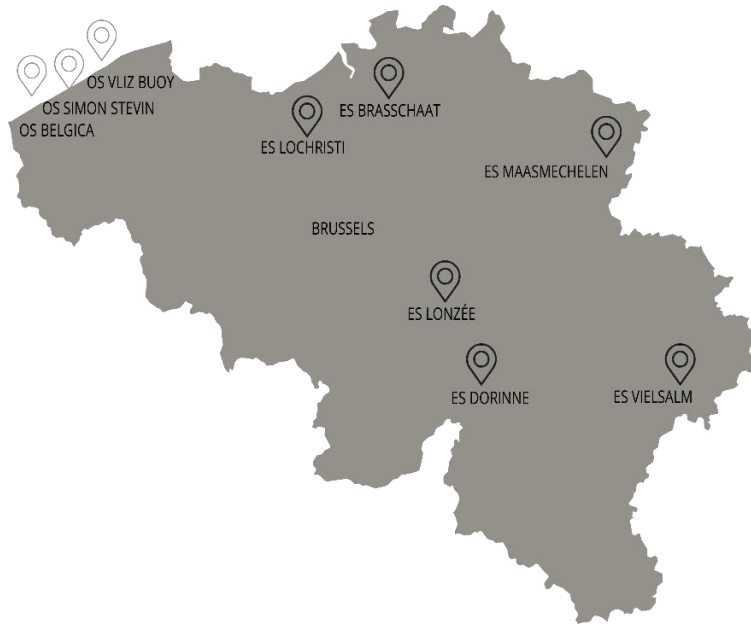 OS VLIZ BUOY
OS SIMON STEVIN
OS BELGICA
ES BRASSCHAAT
ES LOCHRISTI
ES MAASMECHELEN
BRUSSELS
ES LONZÉE
ES DORINNE
ES VIELSALM